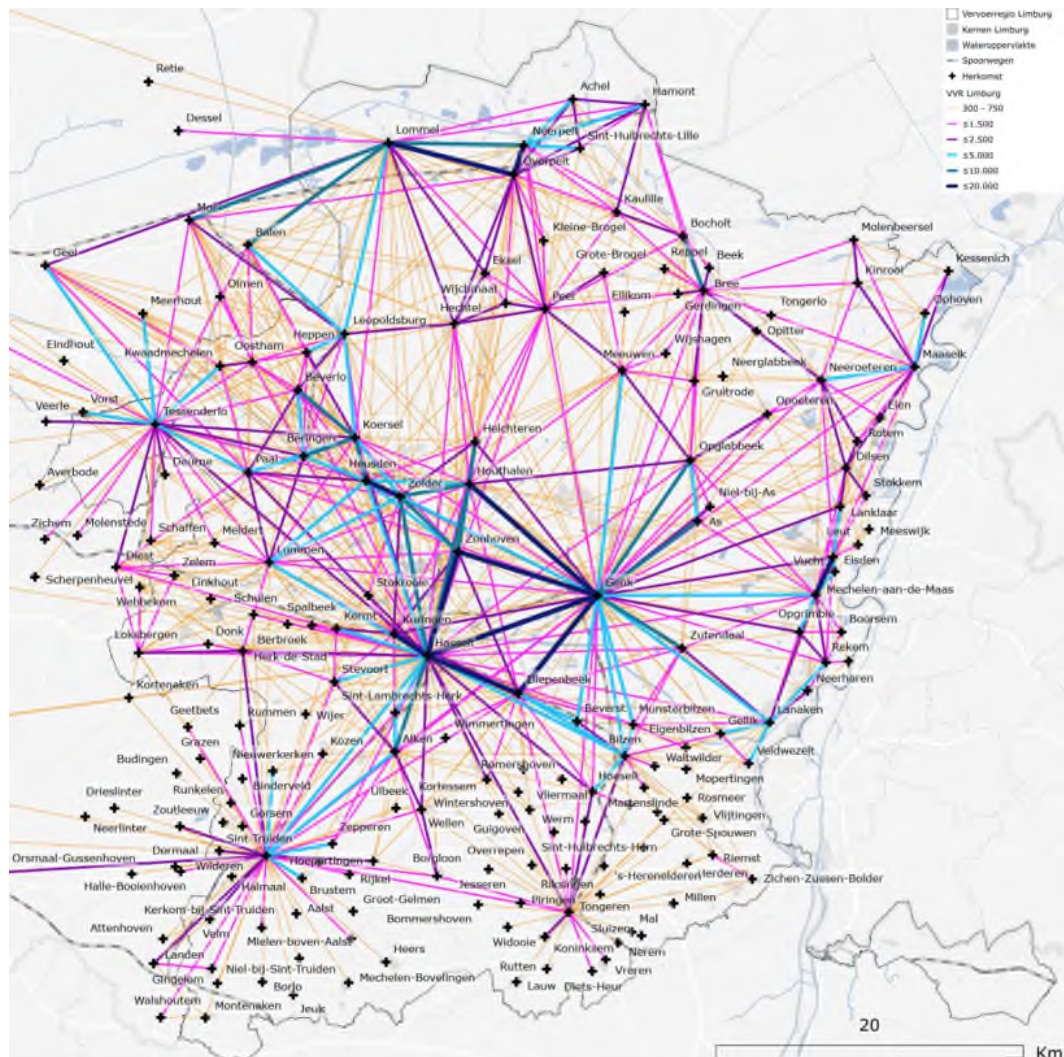 Vervoerregio Limburg
Kernen Limburg
Wateroppervlakte
Spoorwegen
Herkomst
VVR Limburg
300 - 750
≤1.500
≤2.500
≤5.000
≤10.000
≤20.000
Retie
Achel
Hamont
Dessel
Lommel
Neerpelt
Sint-Huibrechts-Lille
Overpelt
Mol
Kaulille
Balen
Kleine-Brogel
Bocholt
Molenbeersel
Geel
Eksel
Grote-Brogel
Reppel
Beek
Kessenich
Olmen
Wijchmaal
Peer
Bree
Kinrooi
Meerhout
Hechtel
Ellikom
Gerdingen
Tongerlo
Ophoven
Leopoldsburg
Opitter
Eindhout
Heppen
Wijshagen
Kwaadmechelen
Oostham
Meeuwen
Neerglabbeek
Neeroeteren
Maaseik
Beverlo
Gruitrode
Veerle
Vorst
Opoeteren
Elen
Tessenderlo
Koersel
Helchteren
Rotem
Beringen
Opglabbeek
Dilsen
Averbode
Deurne
Paal
Heusden
Houthalen
Stokkem
Zolder
Niel-bij-As
Lanklaar
Zichem
Molenstede
Schaffen
Meldert
As
Leut
Meeswijk
Zonhoven
Diest
Zelem
Lummen
Vucht
Eisden
Scherpenheuvel
Linkhout
Stokrooie
Genk
Mechelen-aan-de-Maas
Webbekom
Schulen
Spalbeek
Kermt
Kuringen
Opgrimbie
Boorsem
Loksbergen
Donk
Berbroek
Hasselt
Zutendaal
Rekem
Herk-de-Stad
Stevoort
Diepenbeek
Neerharen
Kortenaken
Sint-Lambrechts-Herk
Geetbets
Rummen
Wijer
Wimmertingen
Beverst
Munsterbilzen
Gellik
Lanaken
Grazen
Kozen
Alken
Eigenbilzen
Nieuwerkerken
Bilzen
Waltwilder
Veldwezelt
Budingen
Romershoven
Hoeselt
Mopertingen
Runkelen
Binderveld
Ulbeek
Kortessem
Vliermaal
Martenslinde
Rosmeer
Drieslinter
Zoutleeuw
Gorsem
Wintershoven
Vlijtingen
Neerlinter
Sint-Truiden
Zepperen
Wellen
Guigoven
Werm
Grote-Spouwen
Dormaal
Sint-Huibrechts-Hern
Orsmaal-Gussenhoven
Wilderen
Hoepertingen
Borgloon
Overrepen
Riemst
Halle-Booienhoven
Halmaal
Brustem
Rijkel
Jesseren
Riksingen
's-Herenelderen
Herderen
Zichen-Zussen-Bolder
Kerkom-bij-Sint-Truiden
Aalst
Groot-Gelmen
Piringen
Tongeren
Millen
Attenhoven
Velm
Bommershoven
Sluizen
Mal
Mielen-boven-Aalst
Widooie
Koninksem
Nerem
Landen
Heers
Rutten
Vreren
Gingelom
Niel-bij-Sint-Truiden
Mechelen-Bovelingen
Lauw
Diets-Heur
Walshoutem
Borlo
Montenaken
Jeuk
20
Km